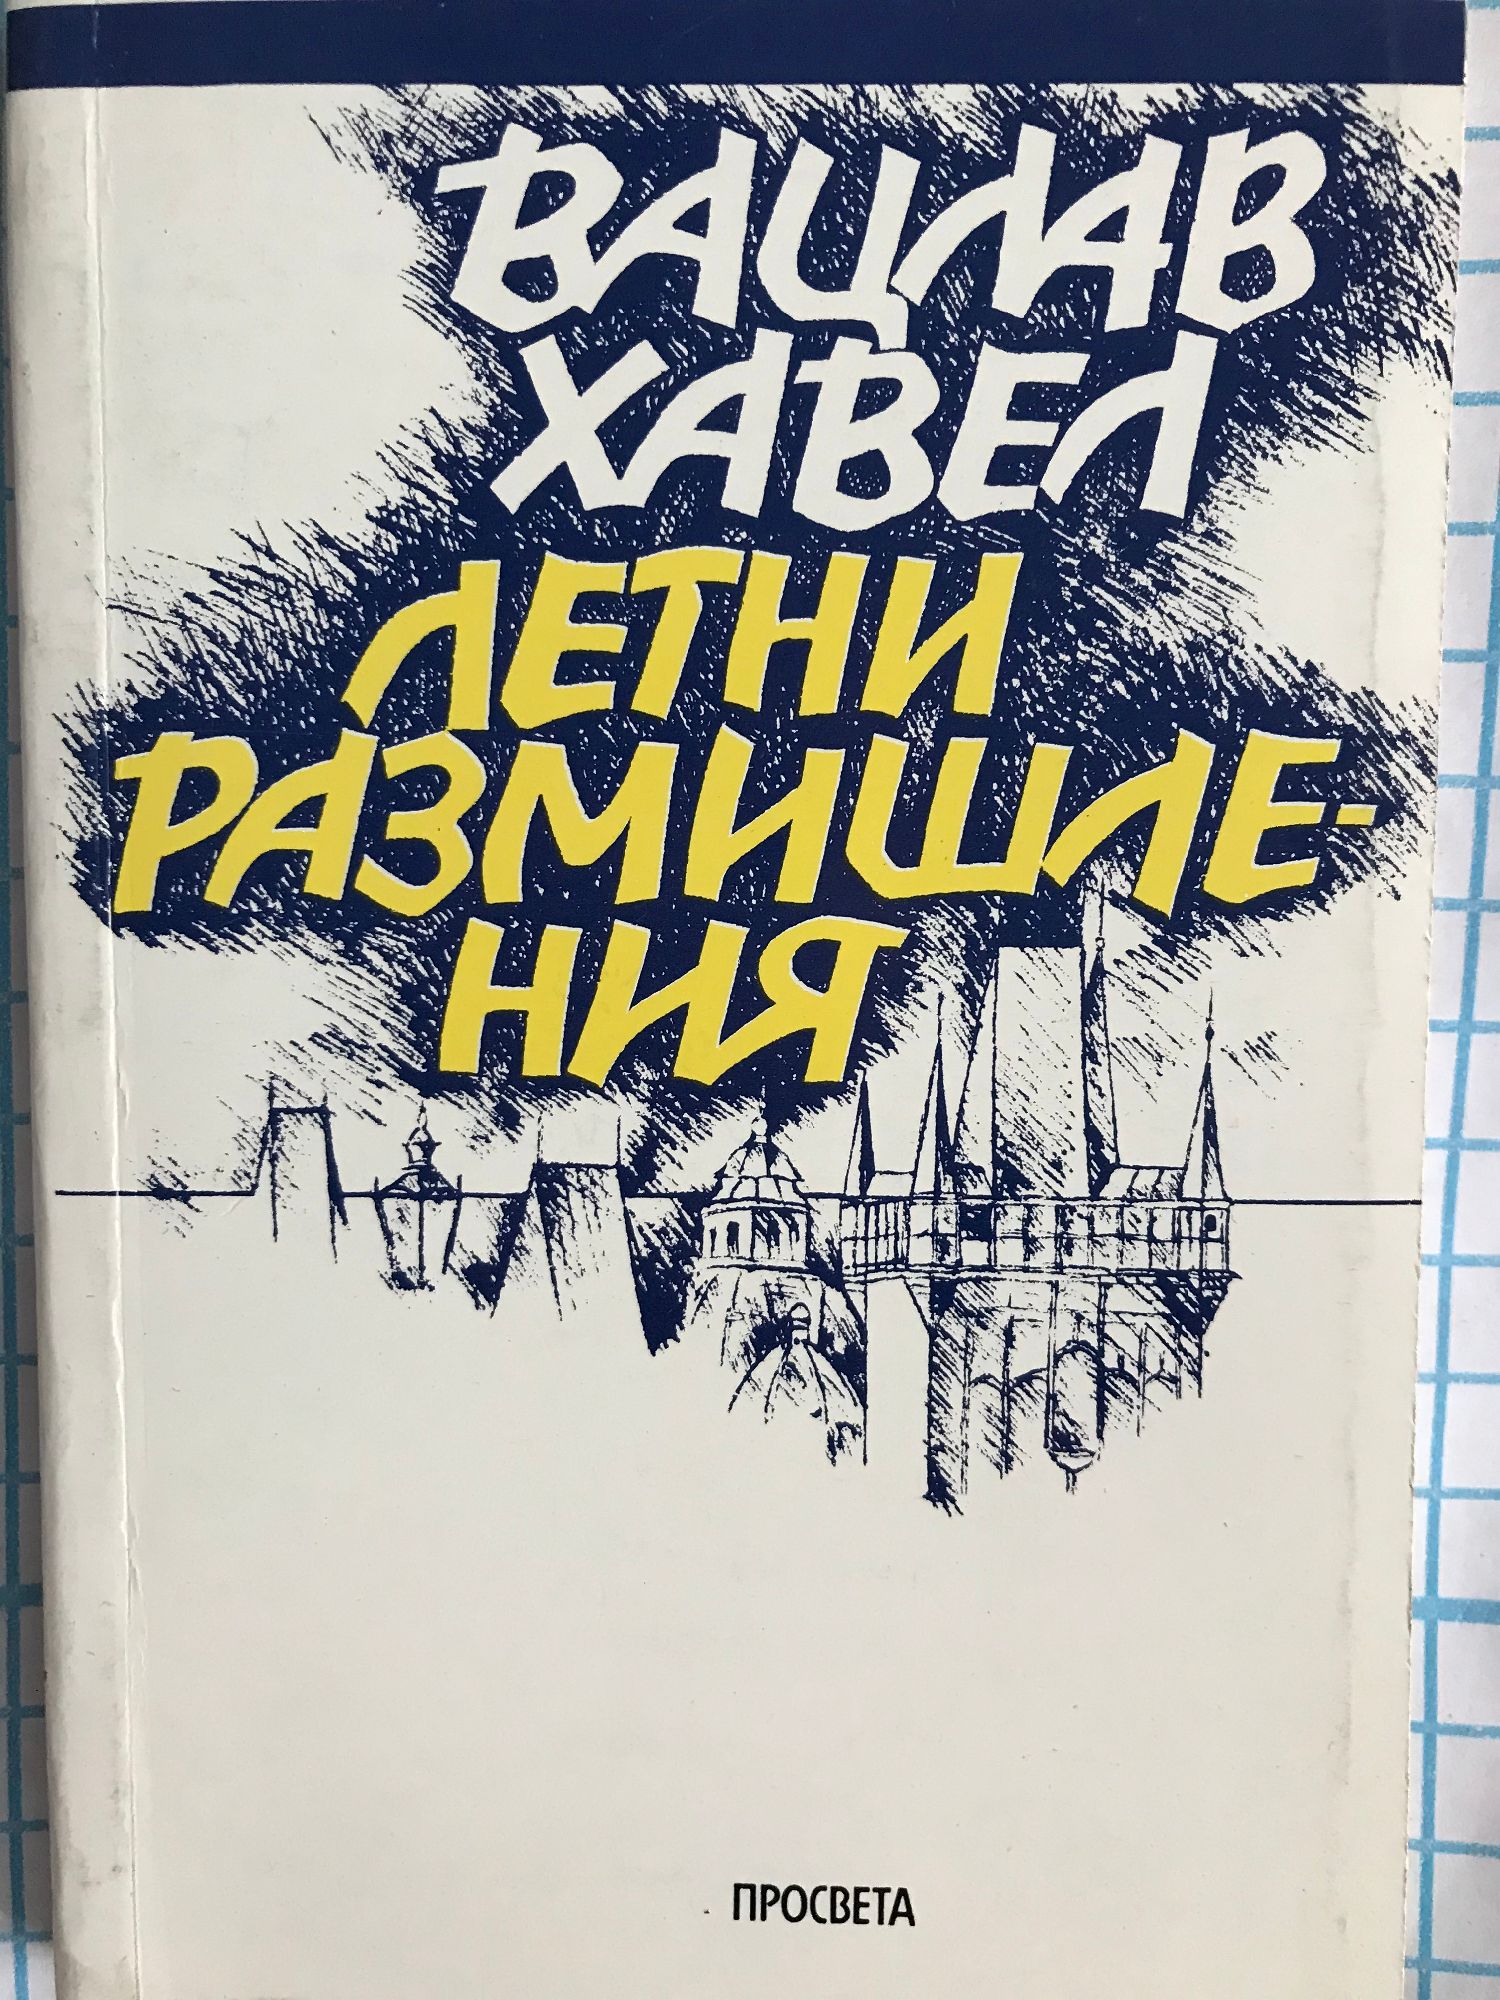 ВАЦЛАВ
ХАВЕЛ
ЛЕТНИ
РАЗМИШЛЕ-
НИЯ
ПРОСВЕТА